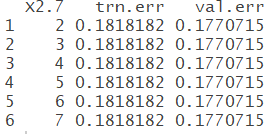 X2.7 trn.err val.err
1 2 0.1818182 0.1770715
2 3 0.1818182 0.1770715
3 4 0.1818182 0.1770715
4 5 0.1818182 0.1770715
5 6 0.1818182 0.1770715
6 7 0.1818182 0.1770715